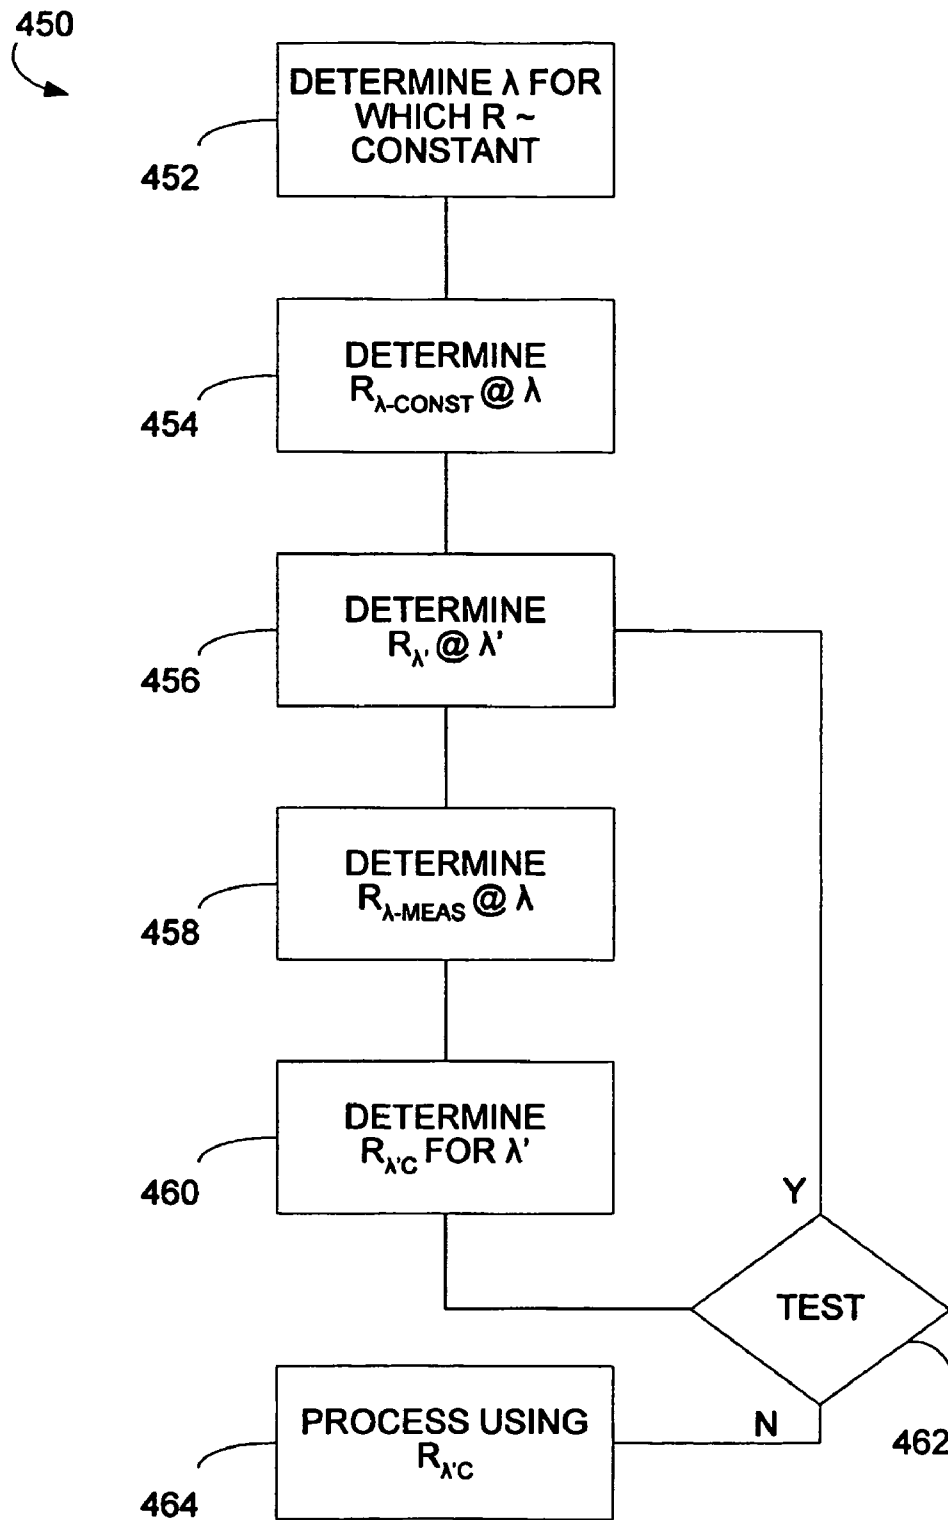 450
DETERMINE λ FOR
WHICH R ~
CONSTANT
452
DETERMINE
Rλ-CONST @ λ
454
DETERMINE
Rλ' @ λ'
456
DETERMINE
Rλ-MEAS @ λ
458
DETERMINE
Rλ'C FOR λ'
460
Y
TEST
462
N
PROCESS USING
Rλ'C
464